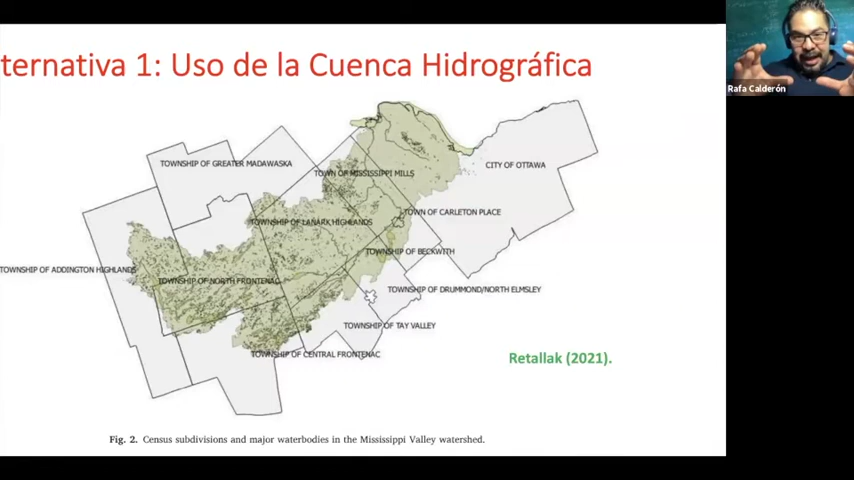 ternativa 1: Uso de la Cuenca Hidrográfica
Rafa Calderón
TOWNSHIP OF GREATER MADAWASKA
CITY OF OTTAWA
TOWN OF MISSISSIPPI MILLS
TOWN OF CARLETON PLACE
TOWNSHIP OF LANARK HIGHLANDS
TOWNSHIP OF BECKWITH
TOWNSHIP OF ADDINGTON HIGHLANDS
TOWNSHIP OF NORTH FRONTENAC
TOWNSHIP OF DRUMMOND/NORTH ELMSLEY
TOWNSHIP OF TAY VALLEY
TOWNSHIP OF CENTRAL FRONTENAC
Retallak (2021).
Fig. 2. Census subdivisions and major waterbodies in the Mississippi Valley watershed.